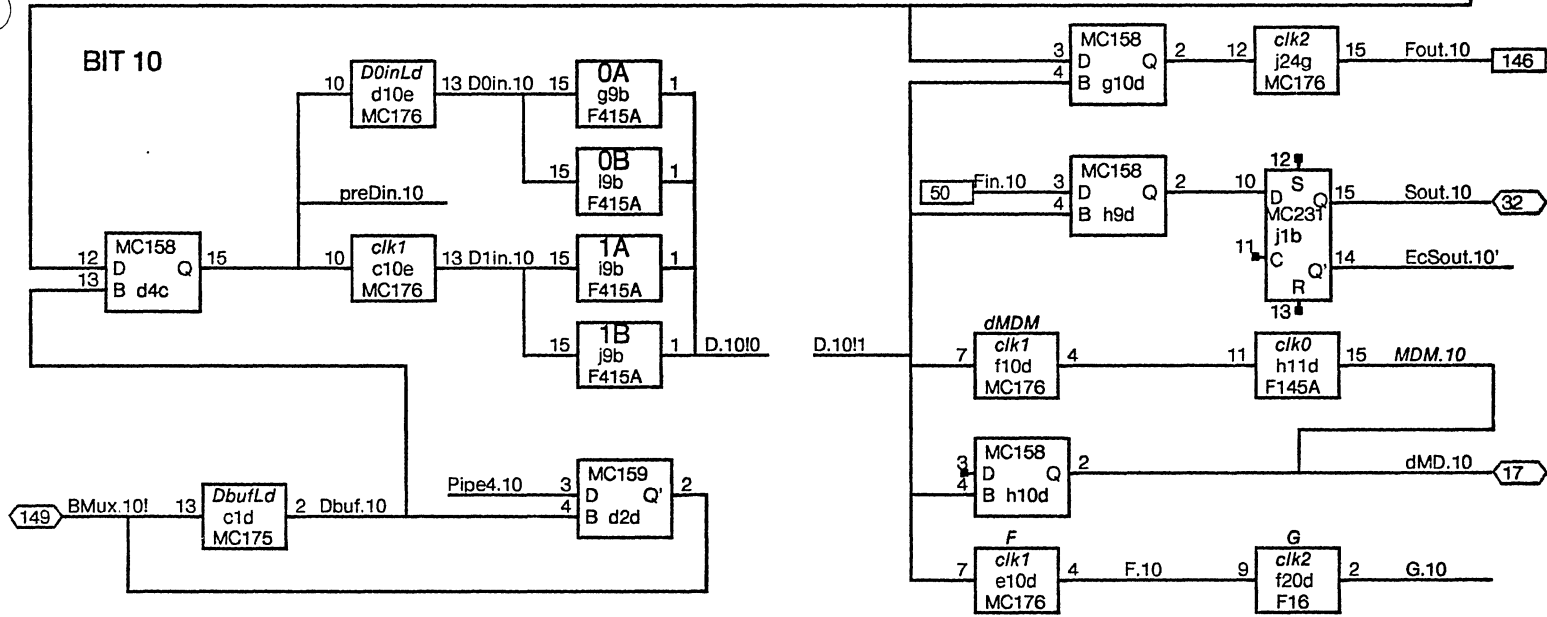 BIT 10
12 MC158 D Q 15
13 B d4c
D0inLd
10 d10e 13 D0in.10
MC176
preDin.10
clk1
10 c10e 13 D1in.10
MC176
0A
15 g9b 1
F415A
0B
15 l9b 1
F415A
1A
15 i9b 1
F415A
1B
15 j9b 1
F415A
D.10!0
149 BMux.10!
DbufLd
13 c1d 2 Dbuf.10
MC175
Pipe4.10
MC159
3 D Q' 2
4 B d2d
D.10!1
MC158
3 D Q 2
4 B g10d
clk2
12 j24g 15 Fout.10 146
MC176
50 Fin.10
MC158
3 D Q 2
4 B h9d
12
S
10 D Q 15 Sout.10 32
MC231
j1b
11 C
Q' 14 EcSout.10'
R
13
dMDM
clk1
7 f10d 4
MC176
clk0
11 h11d 15 MDM.10
F145A
MC158
3 D Q 2 dMD.10 17
4 B h10d
F
clk1
7 e10d 4 F.10
MC176
G
clk2
9 f20d 2 G.10
F16